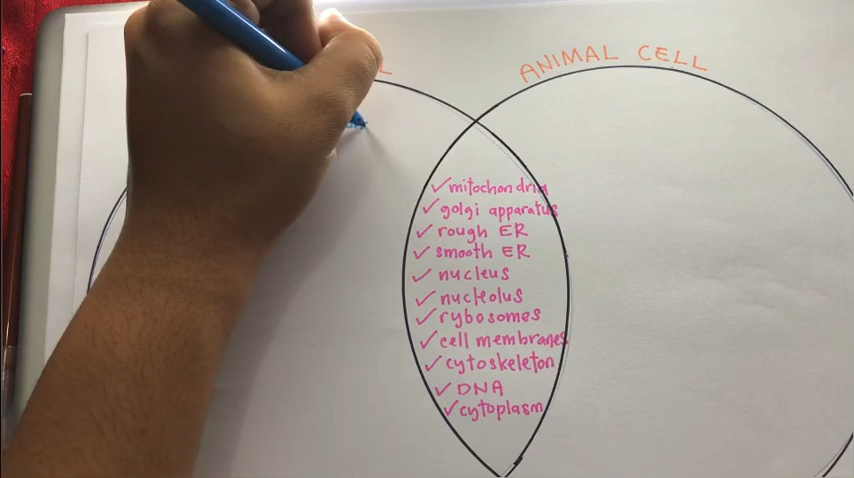 ANIMAL CELL
✓mitochondria
✓golgi apparatus
✓rough ER
✓smooth ER
✓nucleus
✓nucleolus
✓rybosomes
✓cell membranes
✓cytoskeleton
✓DNA
✓cytoplasm